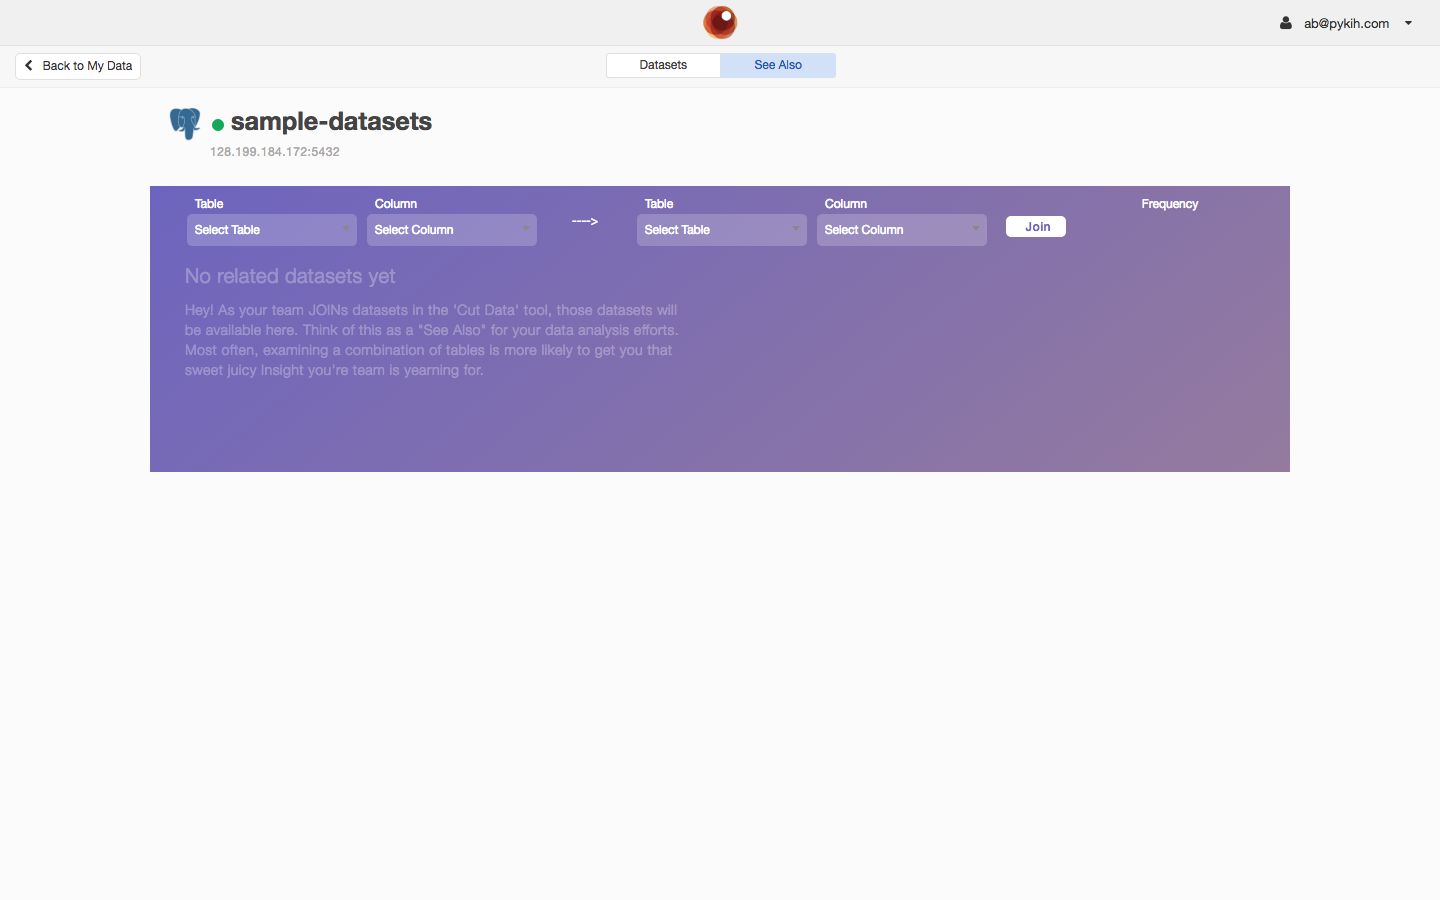 ab@pykih.com
Back to My Data
Datasets
See Also
sample-datasets
128.199.184.172:5432
Table
Column
Table
Column
Frequency
Select Table
Select Column
---->
Select Table
Select Column
Join
No related datasets yet
Hey! As your team JOINs datasets in the 'Cut Data' tool, those datasets will
be available here. Think of this as a "See Also" for your data analysis efforts.
Most often, examining a combination of tables is more likely to get you that
sweet juicy Insight you're team is yearning for.